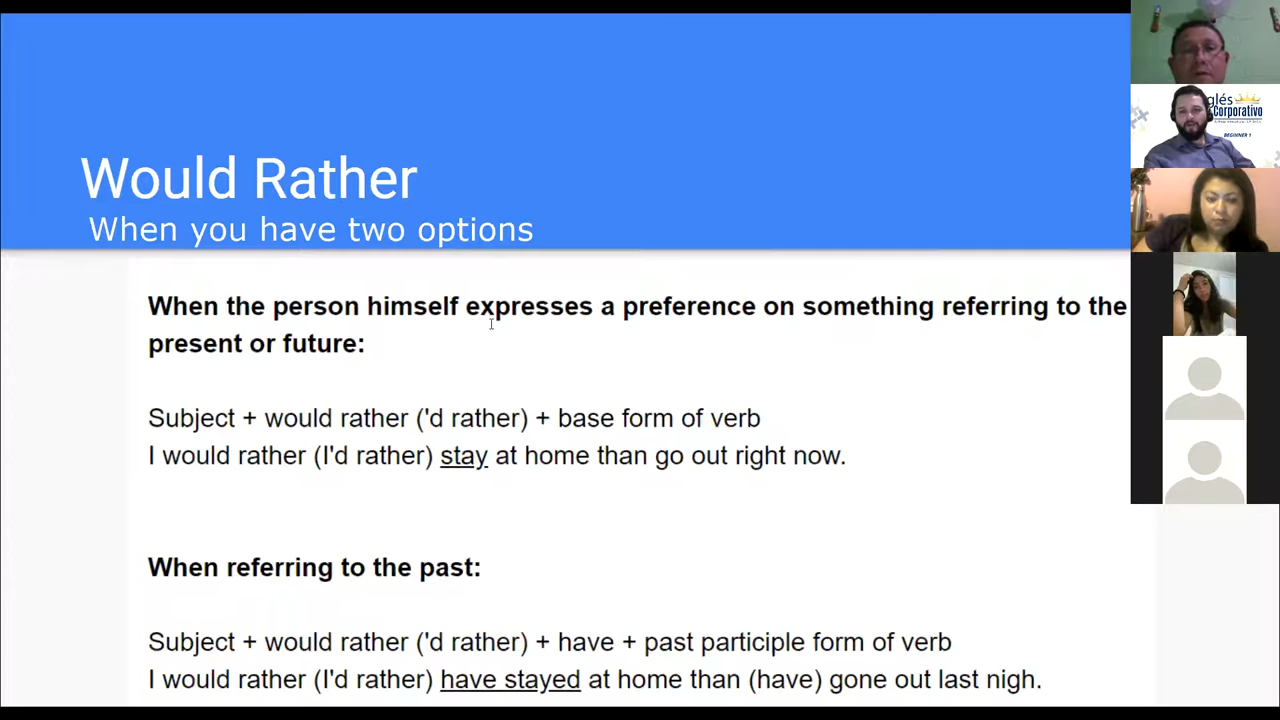 Would Rather
When you have two options
When the person himself expresses a preference on something referring to the
present or future:
Subject + would rather ('d rather) + base form of verb
I would rather (I'd rather) stay at home than go out right now.
When referring to the past:
Subject + would rather ('d rather) + have + past participle form of verb
I would rather (I'd rather) have stayed at home than (have) gone out last nigh.
glés
Corporativo
BEGINNER 1